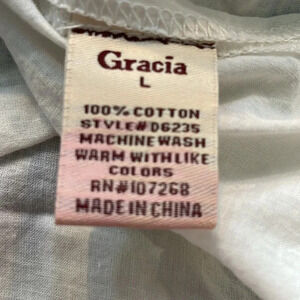 Gracia
L
100% COTTON
STYLE# D6235
MACHINE WASH
WARM WITH LIKE
COLORS
RN#107268
MADE IN CHINA